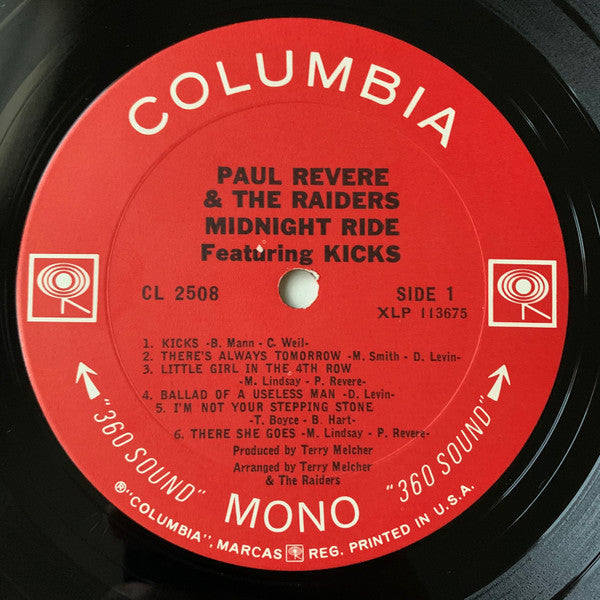 COLUMBIA
PAUL REVERE
& THE RAIDERS
MIDNIGHT RIDE
Featuring KICKS
CL 2508
SIDE 1
XLP 113675
1. KICKS -B. Mann - C. Weil-
2. THERE'S ALWAYS TOMORROW -M. Smith - D. Levin-
3. LITTLE GIRL IN THE 4TH ROW
-M. Lindsay - P. Revere-
4. BALLAD OF A USELESS MAN -D. Levin-
5. I'M NOT YOUR STEPPING STONE
-T. Boyce - B. Hart-
6. THERE SHE GOES -M. Lindsay - P. Revere-
Produced by Terry Melcher
Arranged by Terry Melcher
& The Raiders
"360 SOUND"
MONO
"360 SOUND"
®"COLUMBIA", MARCAS REG. PRINTED IN U.S.A.